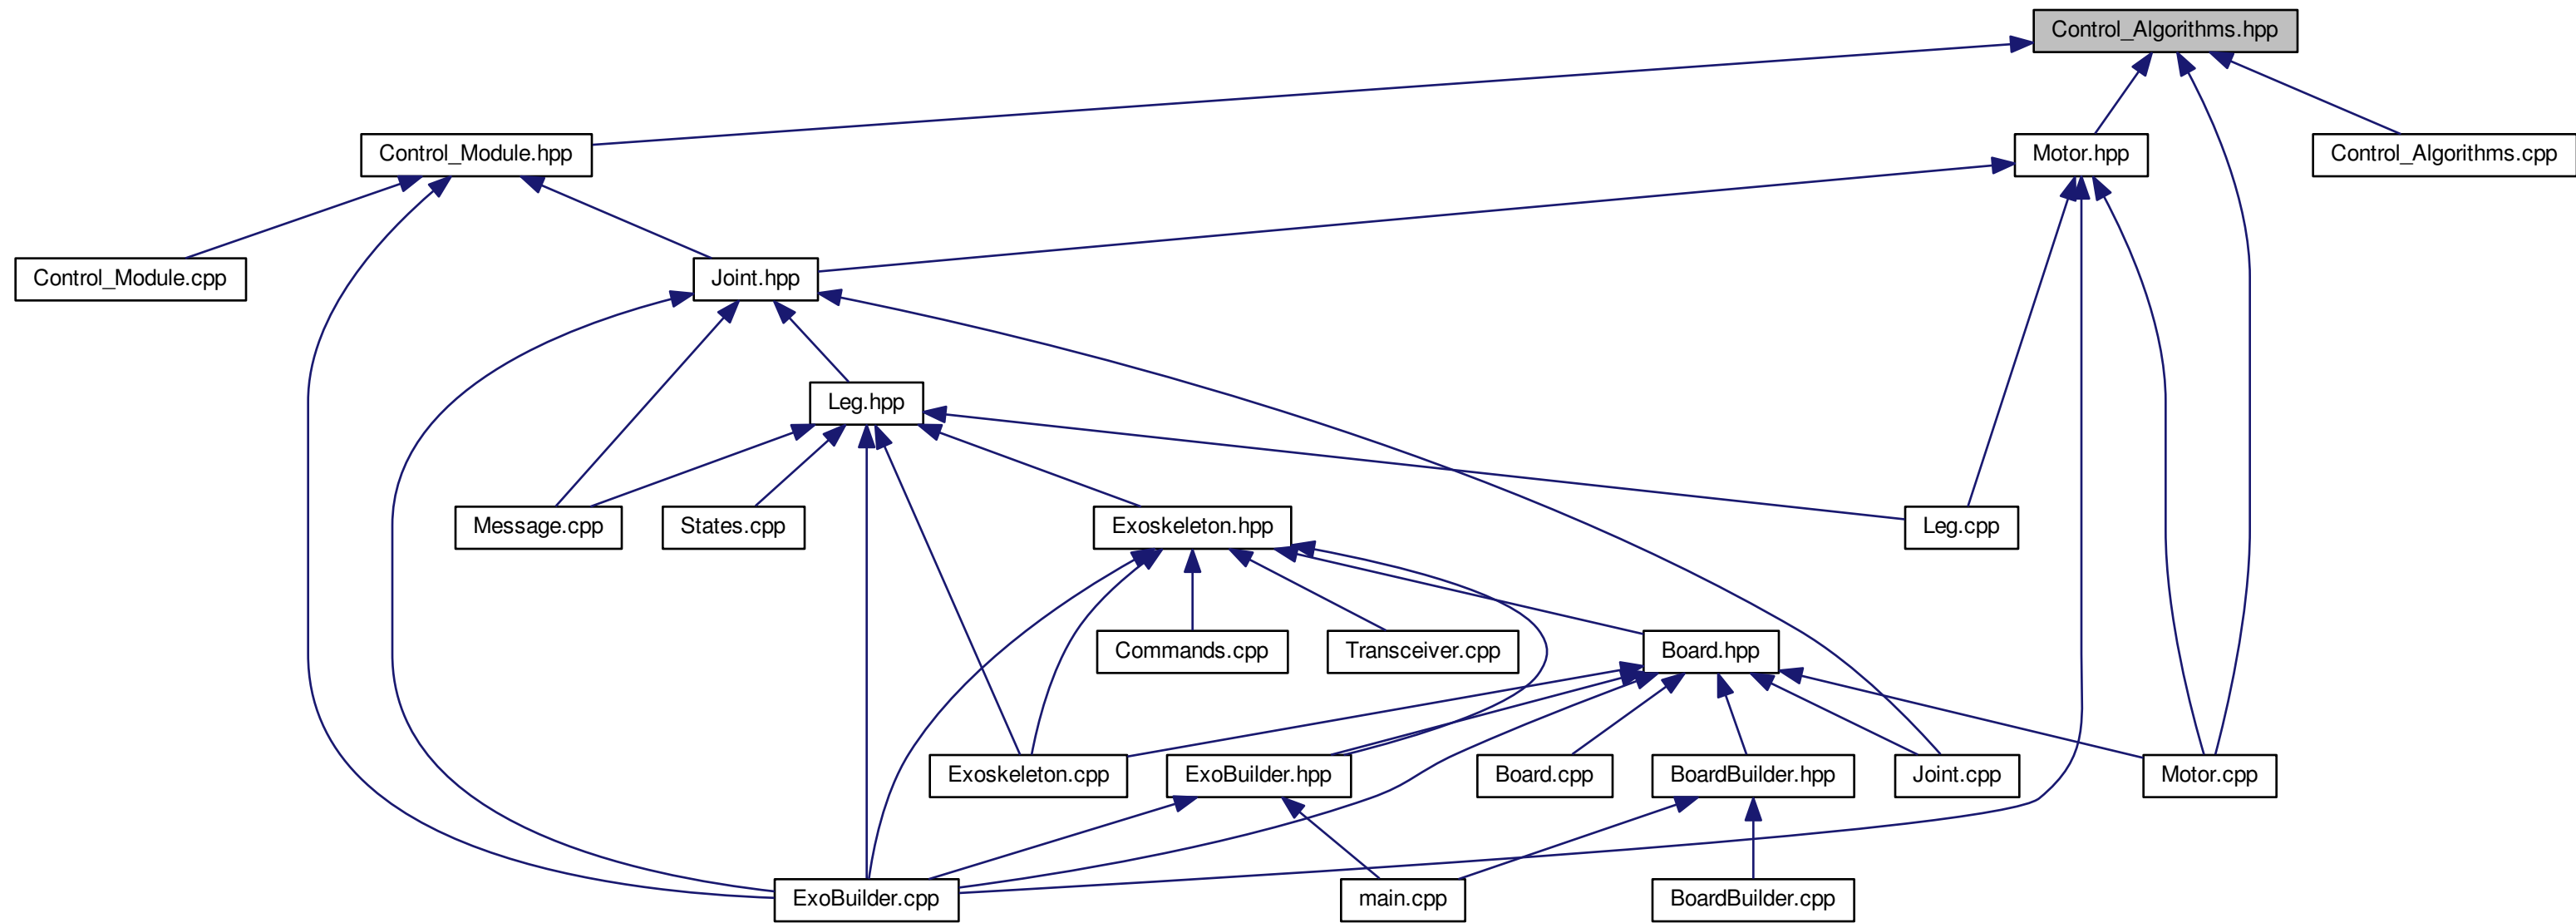 Control_Algorithms.hpp
Control_Module.hpp
Motor.hpp
Control_Algorithms.cpp
Control_Module.cpp
Joint.hpp
Leg.hpp
Message.cpp
States.cpp
Exoskeleton.hpp
Leg.cpp
Commands.cpp
Transceiver.cpp
Board.hpp
Exoskeleton.cpp
ExoBuilder.hpp
Board.cpp
BoardBuilder.hpp
Joint.cpp
Motor.cpp
ExoBuilder.cpp
main.cpp
BoardBuilder.cpp